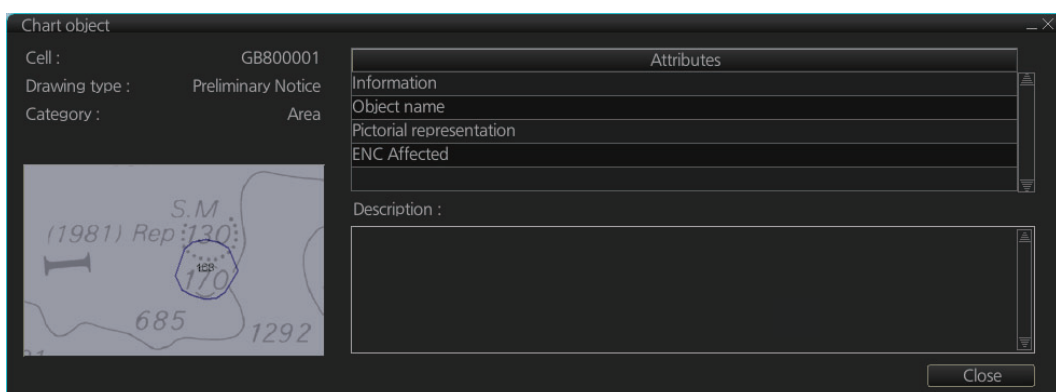 Chart object
Cell : GB800001
Drawing type : Preliminary Notice
Category : Area
Attributes
Information
Object name
Pictorial representation
ENC Affected
Description :
S.M
(1981) Rep 130
170
685
1292
Close